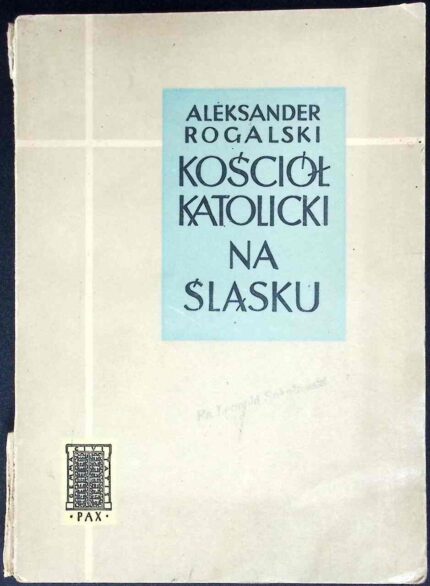 ALEKSANDER
ROGALSKI
KOŚCIÓŁ
KATOLICKI
NA
ŚLĄSKU
· PAX ·